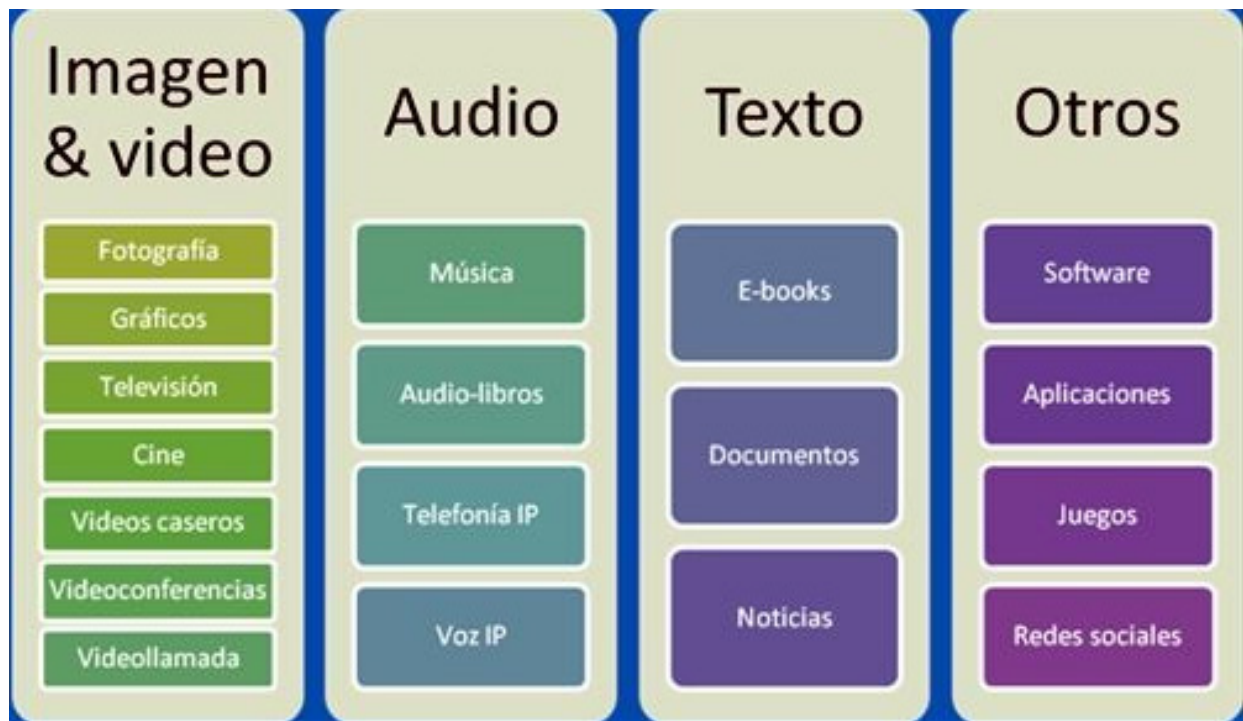 Imagen
& video
Fotografía
Gráficos
Televisión
Cine
Videos caseros
Videoconferencias
Videollamada
Audio
Música
Audio-libros
Telefonía IP
Voz IP
Texto
E-books
Documentos
Noticias
Otros
Software
Aplicaciones
Juegos
Redes sociales